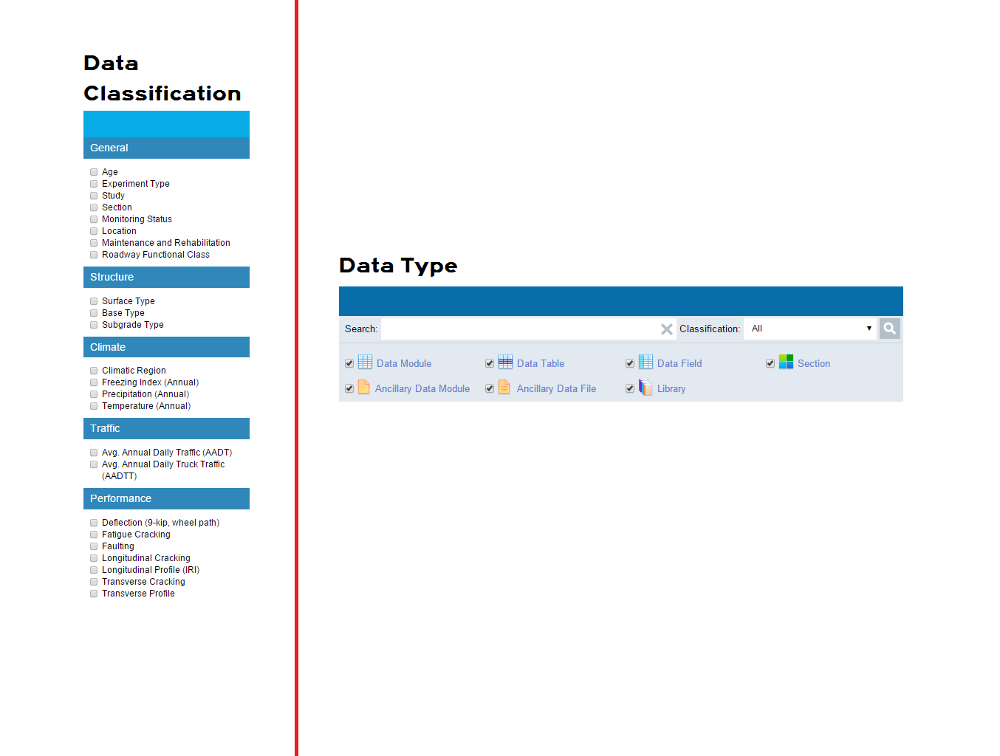 Data
Classification
General
Age
Experiment Type
Study
Section
Monitoring Status
Location
Maintenance and Rehabilitation
Roadway Functional Class
Structure
Surface Type
Base Type
Subgrade Type
Climate
Climatic Region
Freezing Index (Annual)
Precipitation (Annual)
Temperature (Annual)
Traffic
Avg. Annual Daily Traffic (AADT)
Avg. Annual Daily Truck Traffic
(AADTT)
Performance
Deflection (9-kip, wheel path)
Fatigue Cracking
Faulting
Longitudinal Cracking
Longitudinal Profile (IRI)
Transverse Cracking
Transverse Profile
Data Type
Search: Classification: All
Data Module Data Table Data Field Section
Ancillary Data Module Ancillary Data File Library